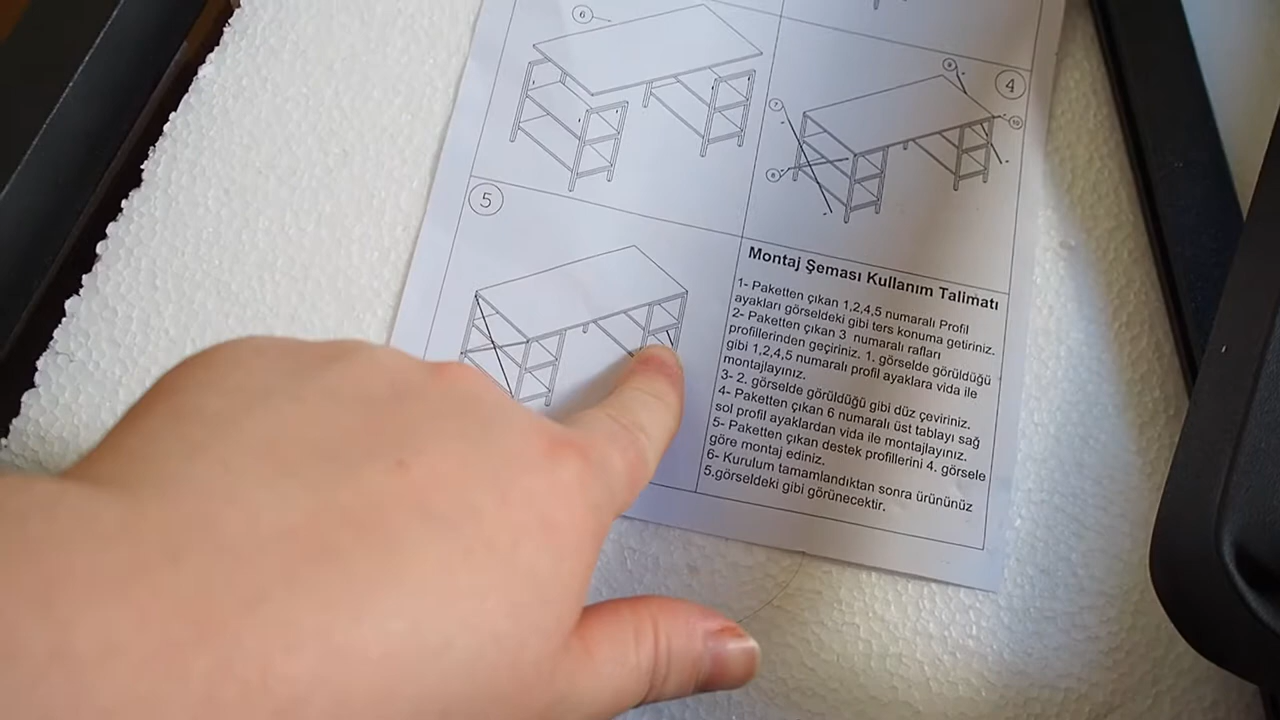 6
9
4
7
10
8
5
Montaj Şeması Kullanım Talimatı
1- Paketten çıkan 1,2,4,5 numaralı Profil
ayakları görseldeki gibi ters konuma getiriniz.
2- Paketten çıkan 3 numaralı rafları
profillerinden geçiriniz. 1. görselde görüldüğü
gibi 1,2,4,5 numaralı profil ayaklara vida ile
montajlayınız.
3- 2. görselde görüldüğü gibi düz çeviriniz.
4- Paketten çıkan 6 numaralı üst tablayı sağ
sol profil ayaklardan vida ile montajlayınız.
5- Paketten çıkan destek profillerini 4. görsele
göre montaj ediniz.
6- Kurulum tamamlandıktan sonra ürününüz
5.görseldeki gibi görünecektir.